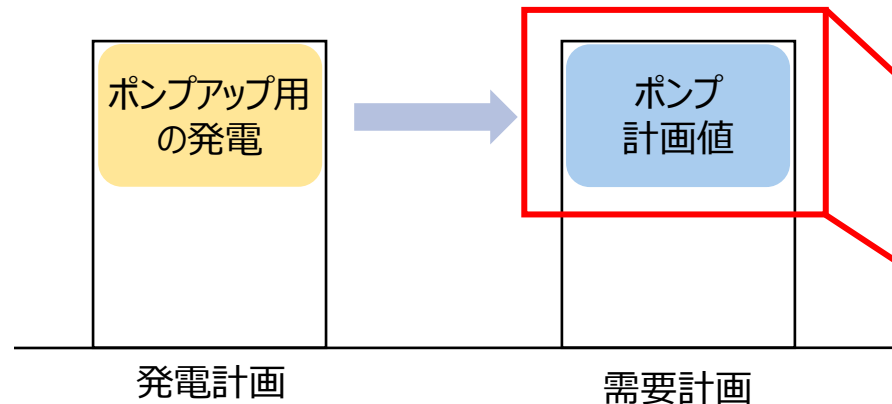 ポンプアップ用
の発電
ポンプ
計画値
発電計画
需要計画